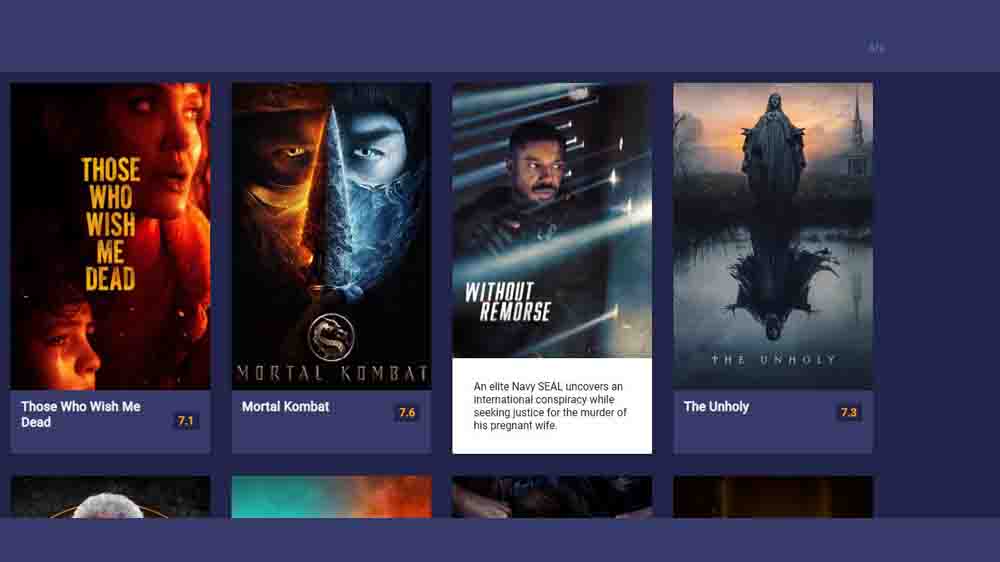 THOSE
WHO
WISH
ME
DEAD
MORTAL KOMBAT
WITHOUT
REMORSE
THE UNHOLY
Those Who Wish Me
Dead
7.1
Mortal Kombat
7.6
An elite Navy SEAL uncovers an
international conspiracy while
seeking justice for the murder of
his pregnant wife.
The Unholy
7.3